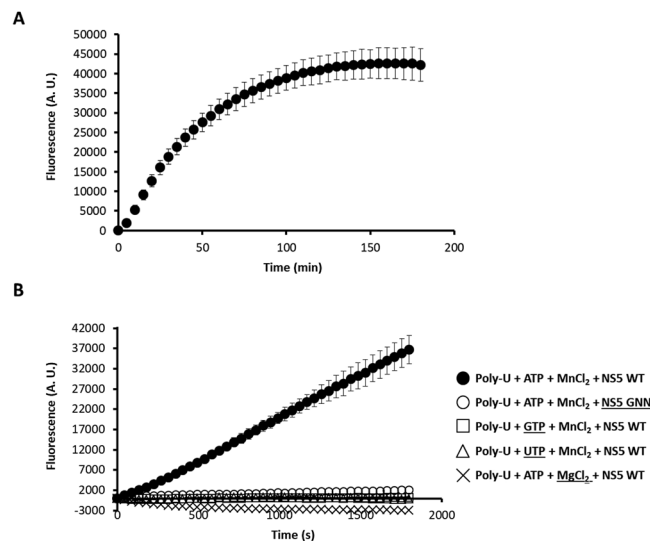 A
50000
45000
40000
35000
30000
25000
20000
15000
10000
5000
0
Fluorescence (A. U.)
0 50 100 150 200
Time (min)
B
42000
37000
32000
27000
22000
17000
12000
7000
2000
-3000
Fluorescence (A. U.)
0 500 1000 1500 2000
Time (s)
Poly-U + ATP + MnCl₂ + NS5 WT
Poly-U + ATP + MnCl₂ + NS5 GNN
Poly-U + GTP + MnCl₂ + NS5 WT
Poly-U + UTP + MnCl₂ + NS5 WT
Poly-U + ATP + MgCl₂ + NS5 WT